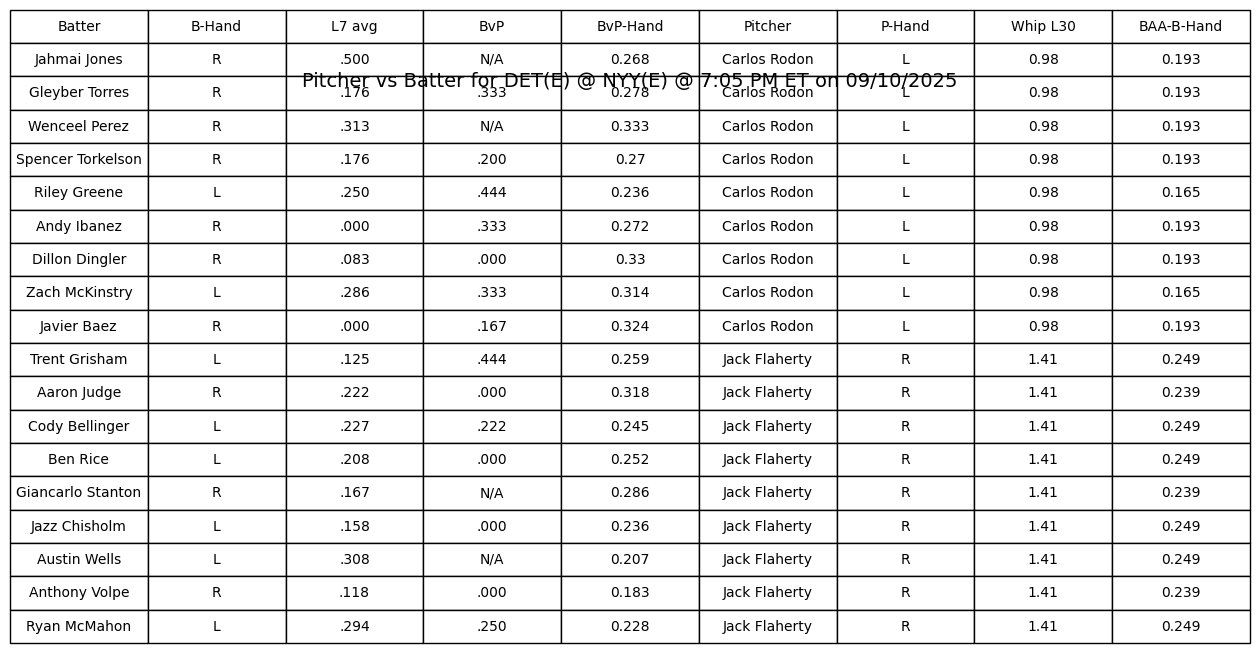 Batter B-Hand L7 avg BvP BvP-Hand Pitcher P-Hand Whip L30 BAA-B-Hand
Jahmai Jones R .500 N/A 0.268 Carlos Rodon L 0.98 0.193
Pitcher vs Batter for DET(E) @ NYY(E) @ 7:05 PM ET on 09/10/2025
Gleyber Torres R .176 .333 0.278 Carlos Rodon L 0.98 0.193
Wenceel Perez R .313 N/A 0.333 Carlos Rodon L 0.98 0.193
Spencer Torkelson R .176 .200 0.27 Carlos Rodon L 0.98 0.193
Riley Greene L .250 .444 0.236 Carlos Rodon L 0.98 0.165
Andy Ibanez R .000 .333 0.272 Carlos Rodon L 0.98 0.193
Dillon Dingler R .083 .000 0.33 Carlos Rodon L 0.98 0.193
Zach McKinstry L .286 .333 0.314 Carlos Rodon L 0.98 0.165
Javier Baez R .000 .167 0.324 Carlos Rodon L 0.98 0.193
Trent Grisham L .125 .444 0.259 Jack Flaherty R 1.41 0.249
Aaron Judge R .222 .000 0.318 Jack Flaherty R 1.41 0.239
Cody Bellinger L .227 .222 0.245 Jack Flaherty R 1.41 0.249
Ben Rice L .208 .000 0.252 Jack Flaherty R 1.41 0.249
Giancarlo Stanton R .167 N/A 0.286 Jack Flaherty R 1.41 0.239
Jazz Chisholm L .158 .000 0.236 Jack Flaherty R 1.41 0.249
Austin Wells L .308 N/A 0.207 Jack Flaherty R 1.41 0.249
Anthony Volpe R .118 .000 0.183 Jack Flaherty R 1.41 0.239
Ryan McMahon L .294 .250 0.228 Jack Flaherty R 1.41 0.249